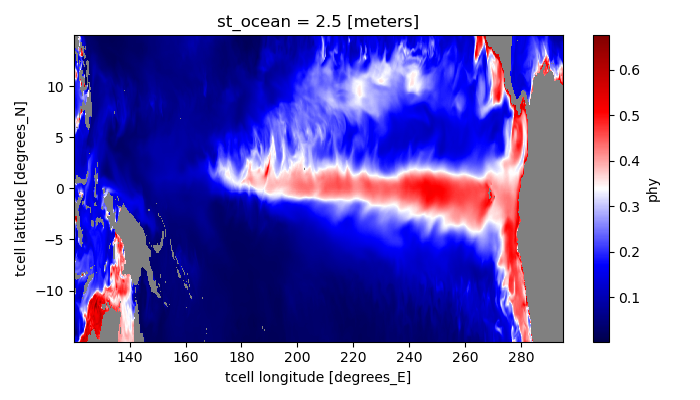 st_ocean = 2.5 [meters]
10
5
0
−5
−10
tcell latitude [degrees_N]
140 160 180 200 220 240 260 280
tcell longitude [degrees_E]
0.6
0.5
0.4
0.3
0.2
0.1
phy